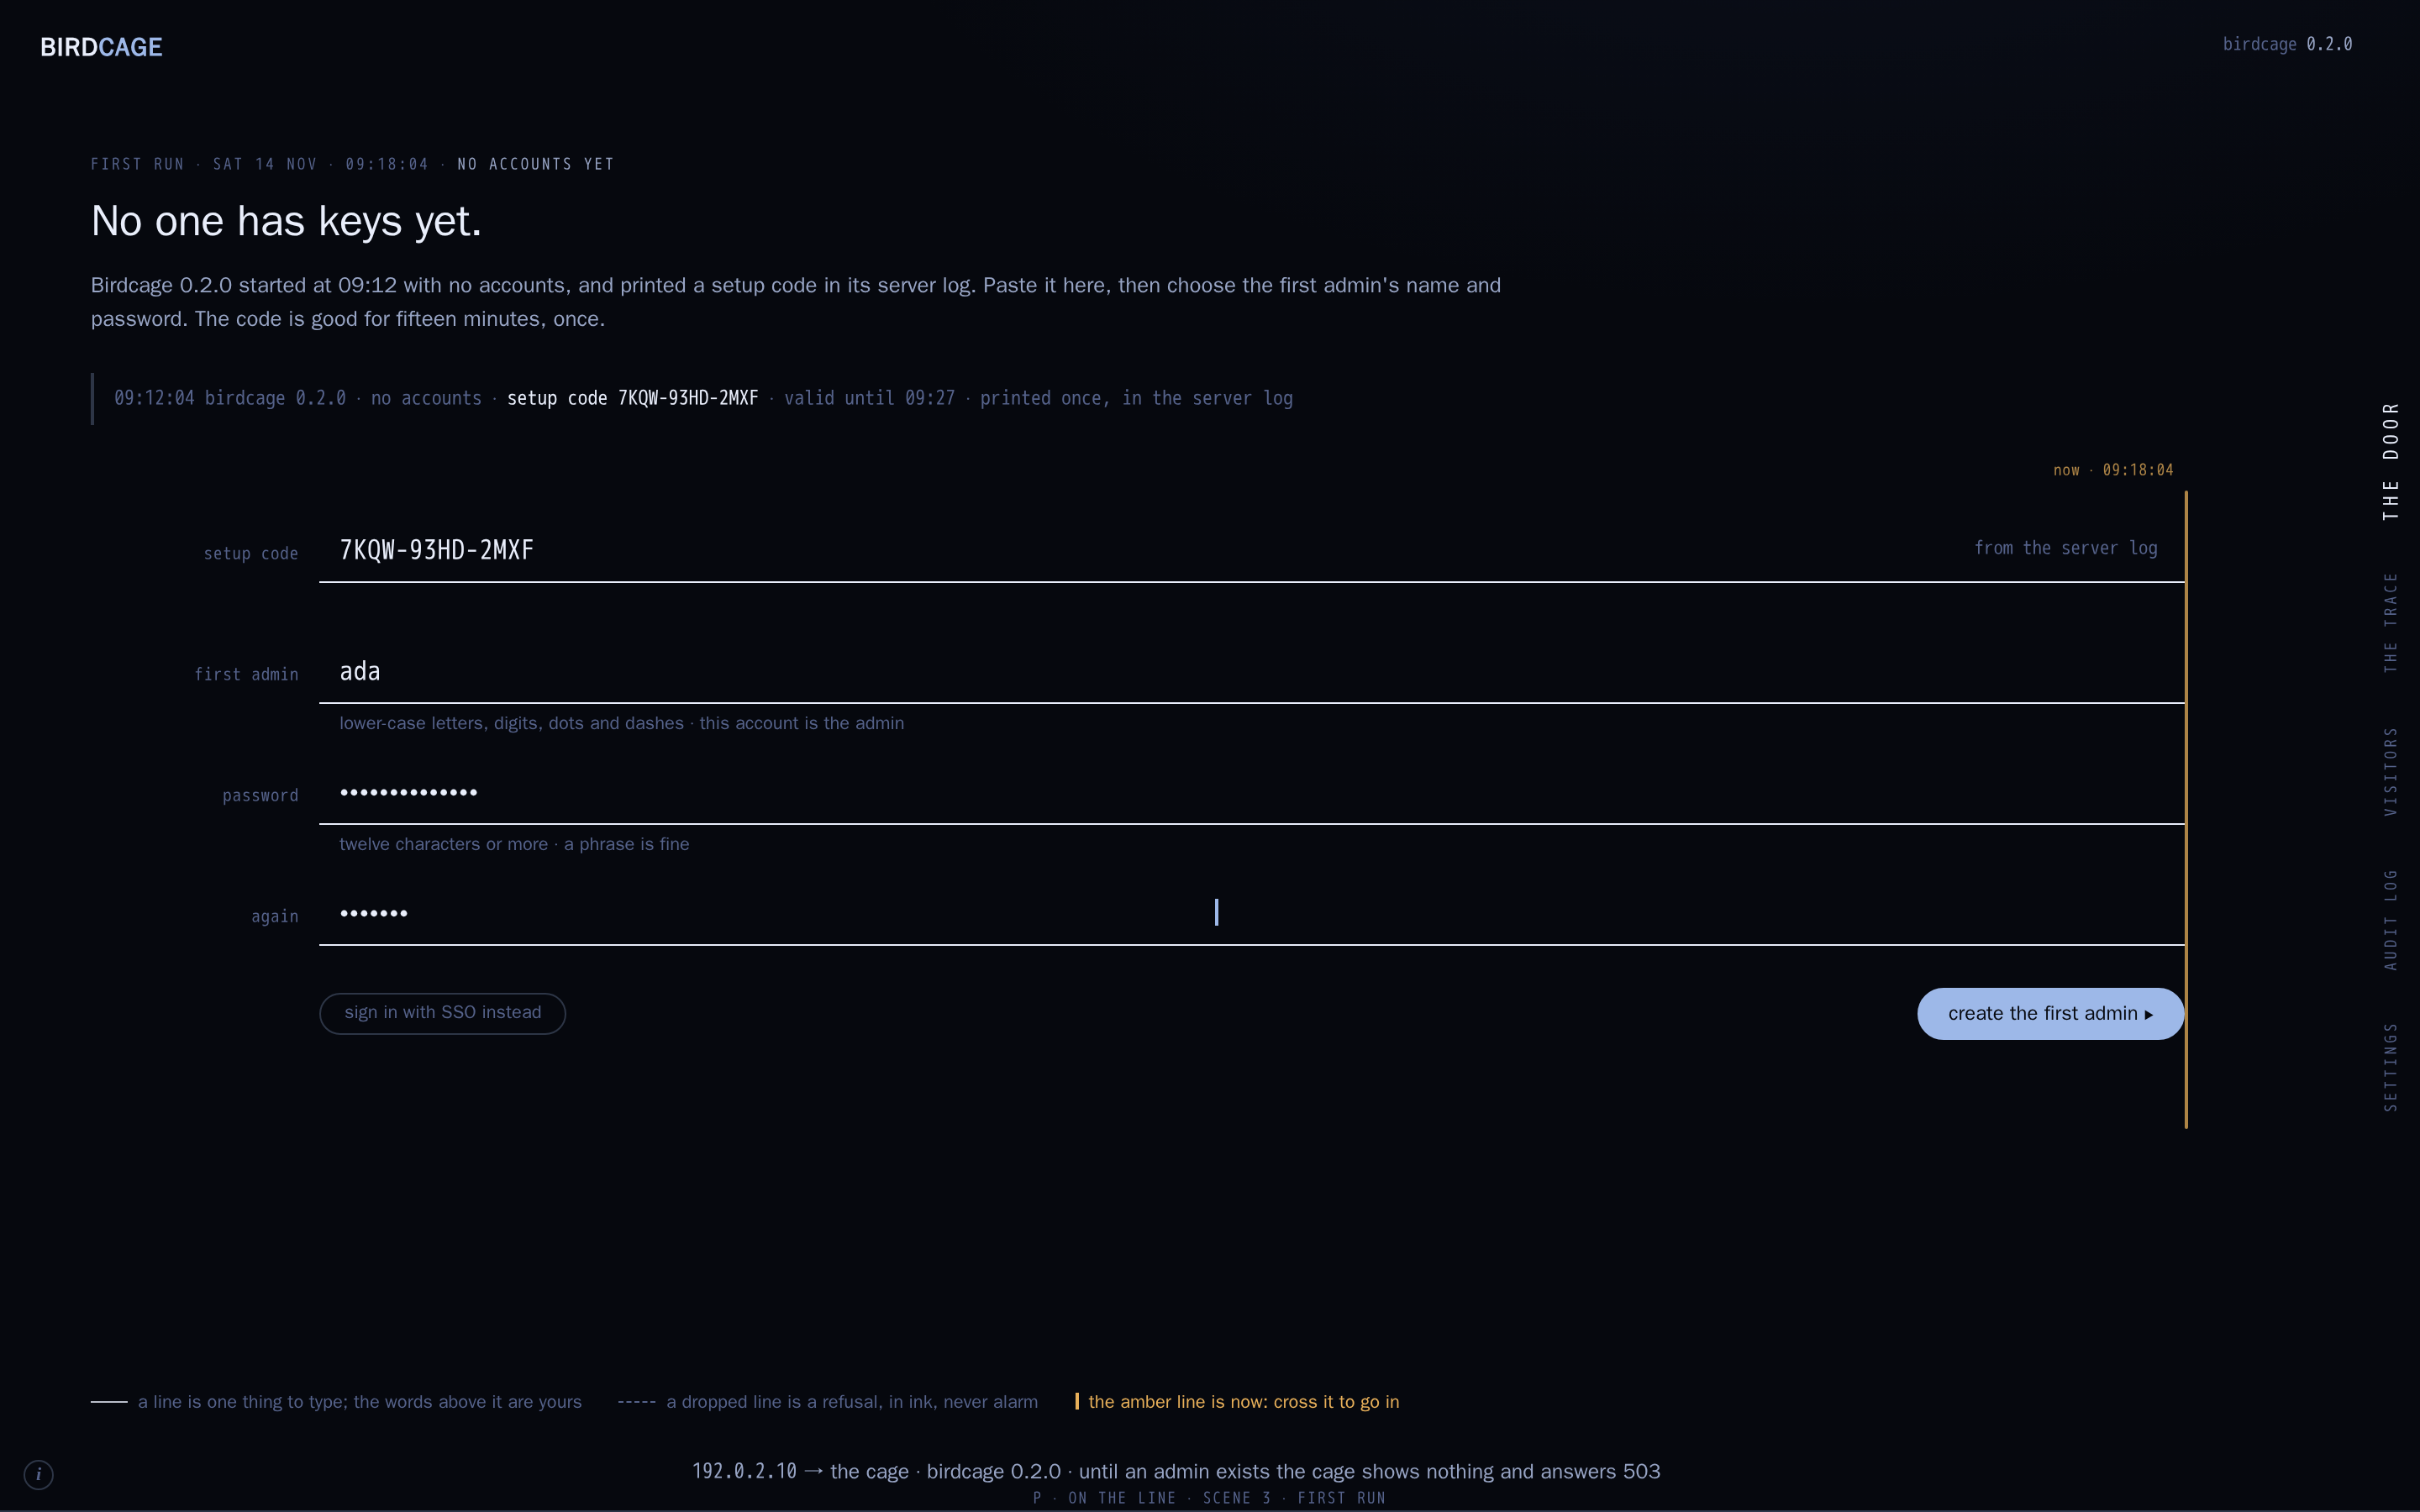 BIRDCAGE
birdcage 0.2.0
FIRST RUN · SAT 14 NOV · 09:18:04 · NO ACCOUNTS YET
No one has keys yet.
Birdcage 0.2.0 started at 09:12 with no accounts, and printed a setup code in its server log. Paste it here, then choose the first admin's name and
password. The code is good for fifteen minutes, once.
09:12:04 birdcage 0.2.0 · no accounts · setup code 7KQW-93HD-2MXF · valid until 09:27 · printed once, in the server log
now · 09:18:04
setup code
7KQW-93HD-2MXF
from the server log
first admin
ada
lower-case letters, digits, dots and dashes · this account is the admin
password
••••••••••••••
twelve characters or more · a phrase is fine
again
•••••••
sign in with SSO instead
create the first admin ▸
THE DOOR
THE TRACE
VISITORS
AUDIT LOG
SETTINGS
a line is one thing to type; the words above it are yours
a dropped line is a refusal, in ink, never alarm
the amber line is now: cross it to go in
i
192.0.2.10 → the cage · birdcage 0.2.0 · until an admin exists the cage shows nothing and answers 503
P · ON THE LINE · SCENE 3 · FIRST RUN